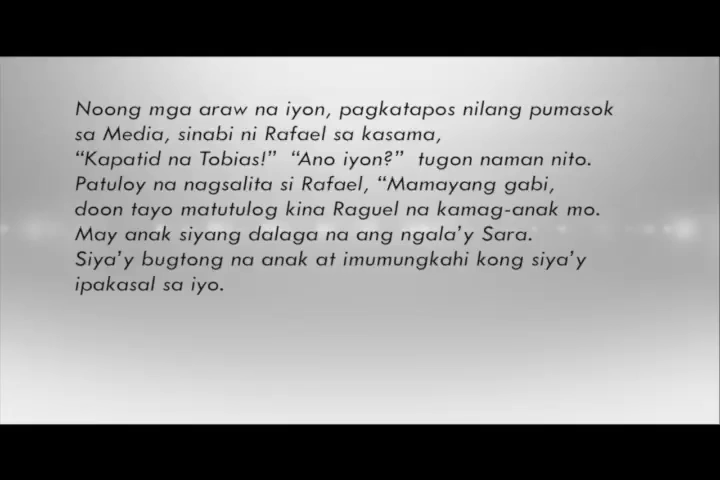 Noong mga araw na iyon, pagkatapos nilang pumasok
sa Media, sinabi ni Rafael sa kasama,
“Kapatid na Tobias!”  “Ano iyon?”  tugon naman nito.
Patuloy na nagsalita si Rafael, “Mamayang gabi,
doon tayo matutulog kina Raguel na kamag-anak mo.
May anak siyang dalaga na ang ngala’y Sara.
Siya’y bugtong na anak at imumungkahi kong siya’y
ipakasal sa iyo.